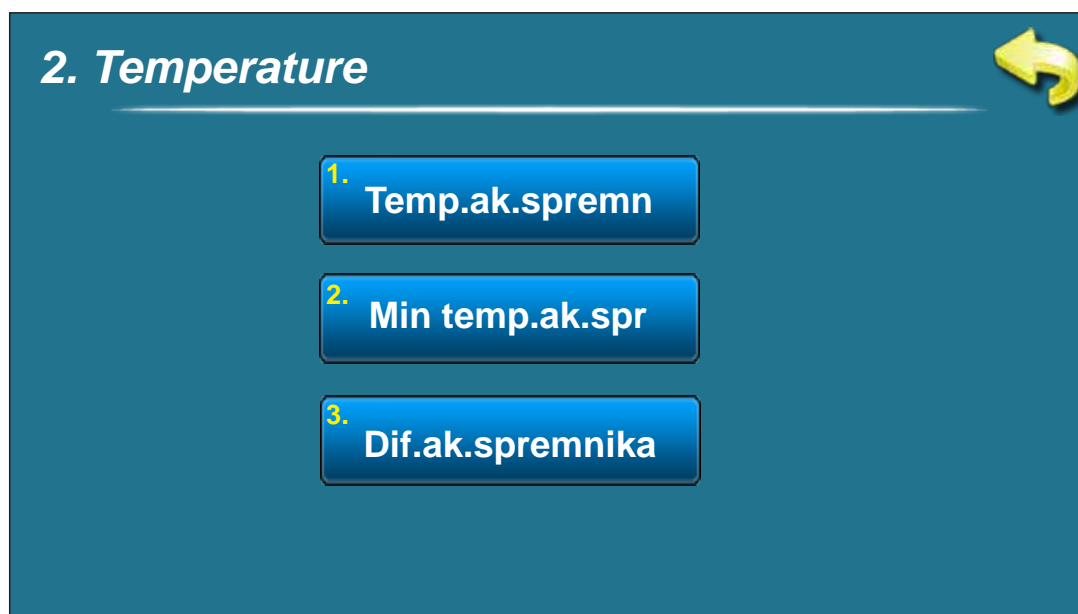 2. Temperature
1.
Temp.ak.spremn
2.
Min temp.ak.spr
3.
Dif.ak.spremnika